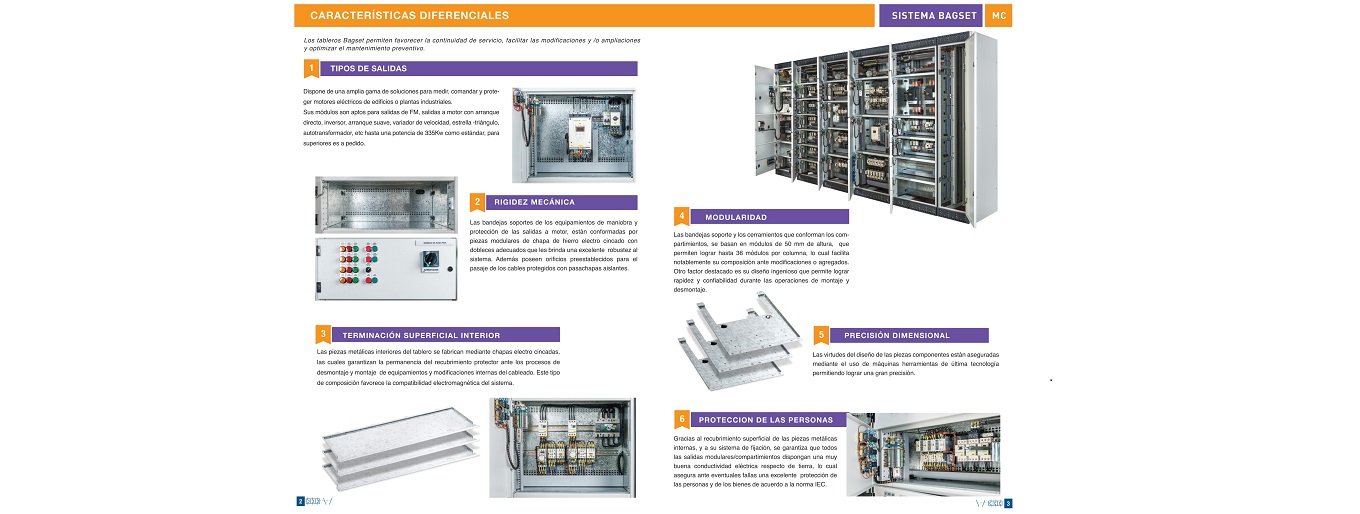 CARACTERÍSTICAS DIFERENCIALES
SISTEMA BAGSET
MC
Los tableros Bagset permiten favorecer la continuidad de servicio, facilitar las modificaciones y /o ampliaciones
y optimizar el mantenimiento preventivo.
1
TIPOS DE SALIDAS
Dispone de una amplia gama de soluciones para medir, comandar y prote-
ger motores eléctricos de edificios o plantas industriales.
Sus módulos son aptos para salidas de FM, salidas a motor con arranque
directo, inversor, arranque suave, variador de velocidad, estrella -triángulo,
autotransformador, etc hasta una potencia de 335Kw como estándar, para
superiores es a pedido.
2
RIGIDEZ MECÁNICA
Las bandejas soportes de los equipamientos de maniobra y
protección de las salidas a motor, están conformadas por
piezas modulares de chapa de hierro electro cincado con
dobleces adecuados que les brinda una excelente robustez al
sistema. Además poseen orificios preestablecidos para el
pasaje de los cables protegidos con pasachapas aislantes.
3
TERMINACIÓN SUPERFICIAL INTERIOR
Las piezas metálicas interiores del tablero se fabrican mediante chapas electro cincadas,
las cuales garantizan la permanencia del recubrimiento protector ante los procesos de
desmontaje y montaje de equipamientos y modificaciones internas del cableado. Este tipo
de composición favorece la compatibilidad electromagnética del sistema.
2
4
MODULARIDAD
Las bandejas soporte y los cerramientos que conforman los com-
partimientos, se basan en módulos de 50 mm de altura, que
permiten lograr hasta 36 módulos por columna, lo cual facilita
notablemente su composición ante modificaciones o agregados.
Otro factor destacado es su diseño ingenioso que permite lograr
rapidez y confiabilidad durante las operaciones de montaje y
desmontaje.
5
PRECISIÓN DIMENSIONAL
Las virtudes del diseño de las piezas componentes están aseguradas
mediante el uso de máquinas herramientas de última tecnología
permitiendo lograr una gran precisión.
6
PROTECCION DE LAS PERSONAS
Gracias al recubrimiento superficial de las piezas metálicas
internas, y a su sistema de fijación, se garantiza que todos
las salidas modulares/compartimientos dispongan una muy
buena conductividad eléctrica respecto de tierra, lo cual
asegura ante eventuales fallas una excelente protección de
las personas y de los bienes de acuerdo a la norma IEC.
3